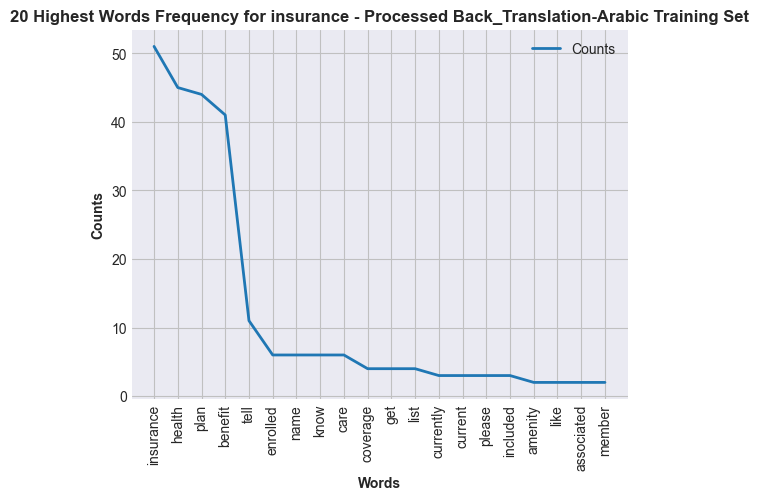 20 Highest Words Frequency for insurance - Processed Back_Translation-Arabic Training Set
Counts
50
40
30
20
10
0
Counts
insurance
health
plan
benefit
tell
enrolled
name
know
care
coverage
get
list
currently
current
please
included
amenity
like
associated
member
Words